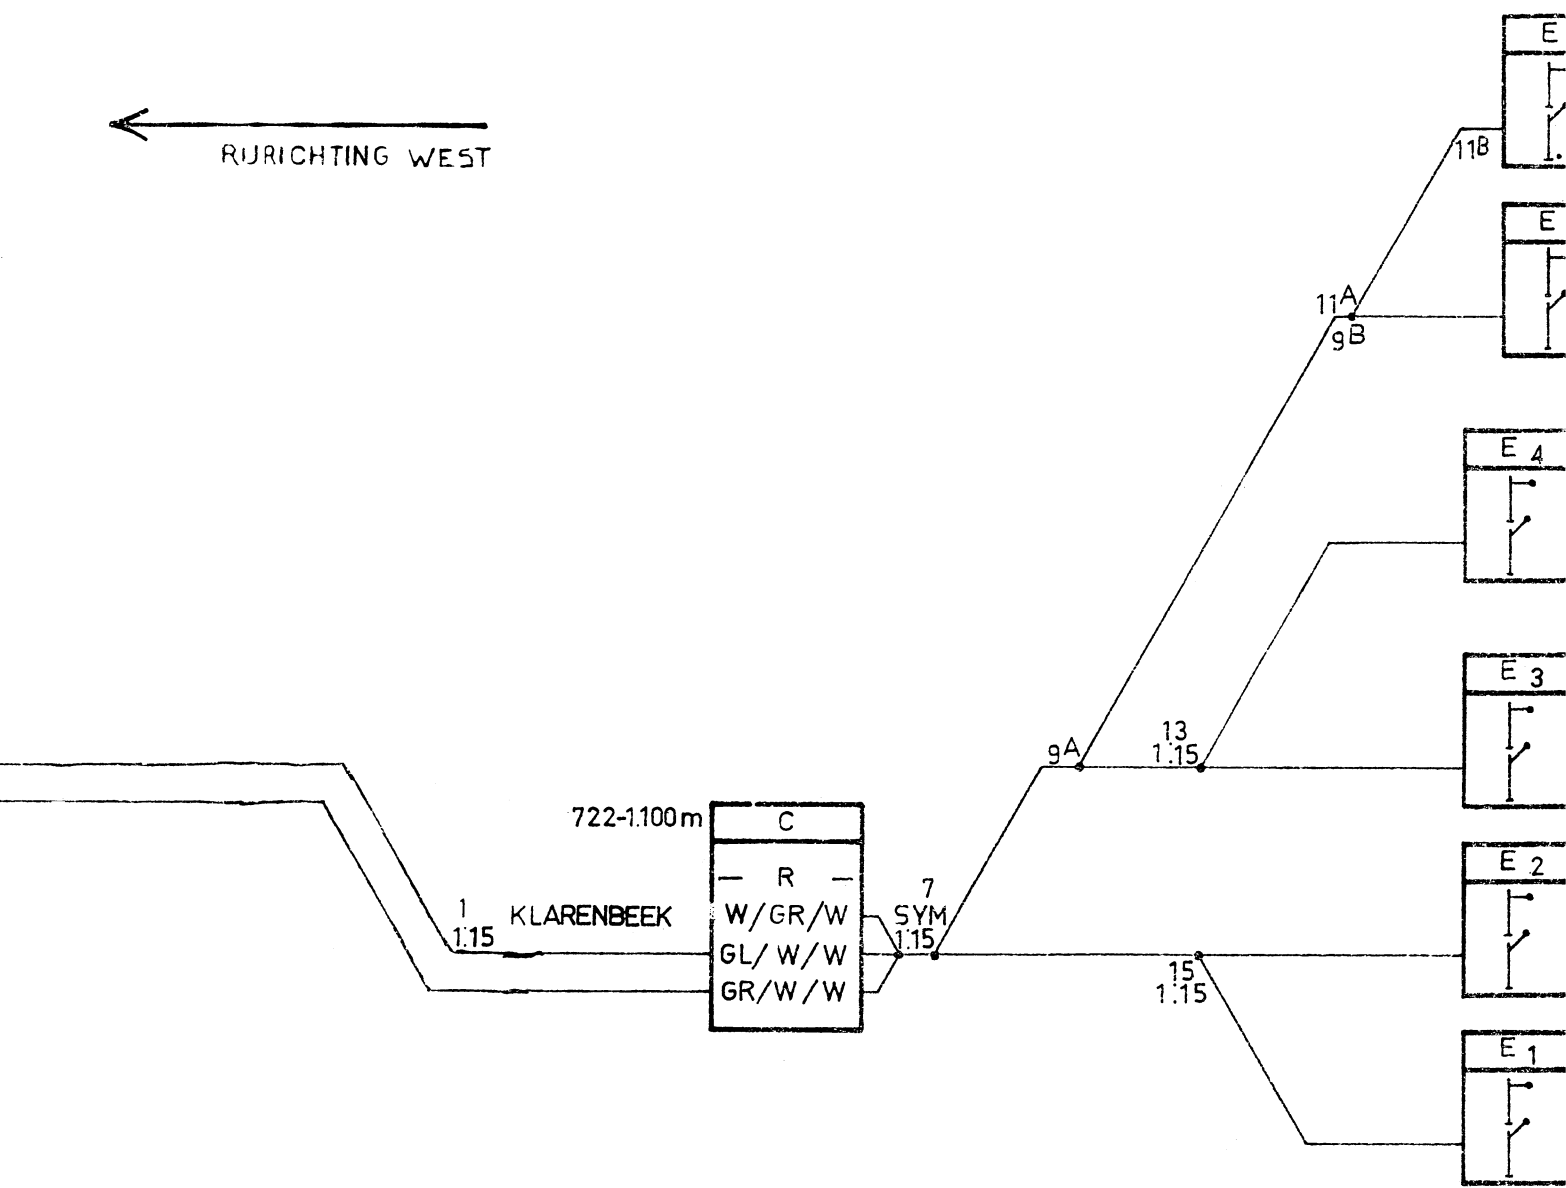 E
RIJRICHTING WEST
11B
E
11A
9B
E 4
E 3
13
1:15
9A
722-1.100m
C
— R —
W/GR/W
GL/W/W
GR/W/W
1
1:15
KLARENBEEK
7
SYM
1:15
E 2
15
1:15
E 1